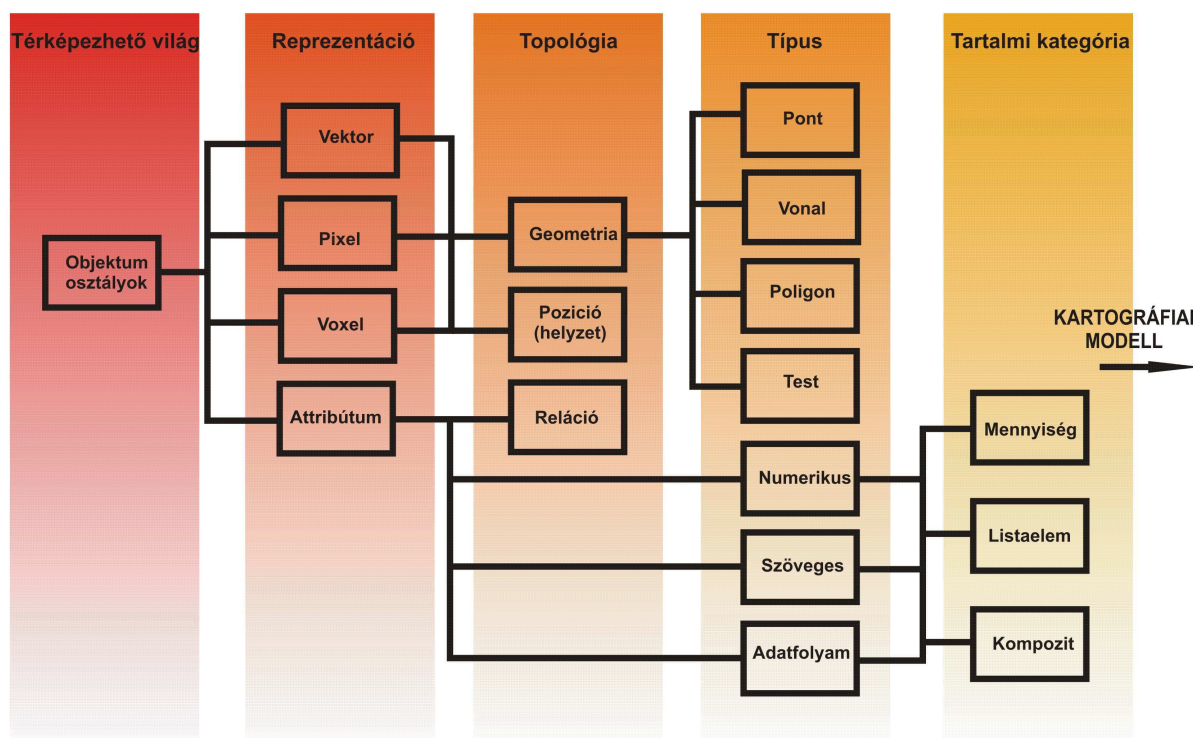 Térképezhető világ
Reprezentáció
Topológia
Típus
Tartalmi kategória
Objektum
osztályok
Vektor
Pixel
Voxel
Attribútum
Geometria
Pozició
(helyzet)
Reláció
Pont
Vonal
Poligon
Test
Numerikus
Szöveges
Adatfolyam
Mennyiség
Listaelem
Kompozit
KARTOGRÁFIAI
MODELL